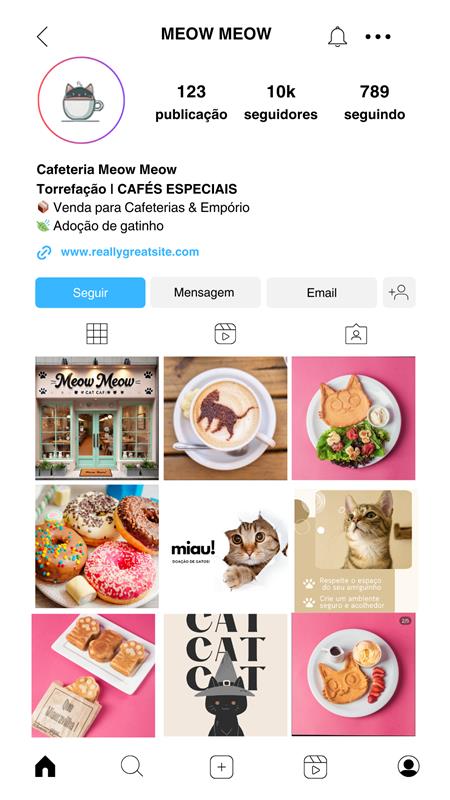 MEOW MEOW
123 10k 789
publicação seguidores seguindo
Cafeteria Meow Meow
Torrefação | CAFÉS ESPECIAIS
Venda para Cafeterias & Empório
Adoção de gatinho
www.reallygreatsite.com
Seguir Mensagem Email
Meow Meow
CAT CAFE
miau!
DOAÇÃO DE GATOS!
Respeite o espaço
do seu amiguinho
Crie um ambiente
seguro e acolhedor
CAT
CAT
CAT
2/5